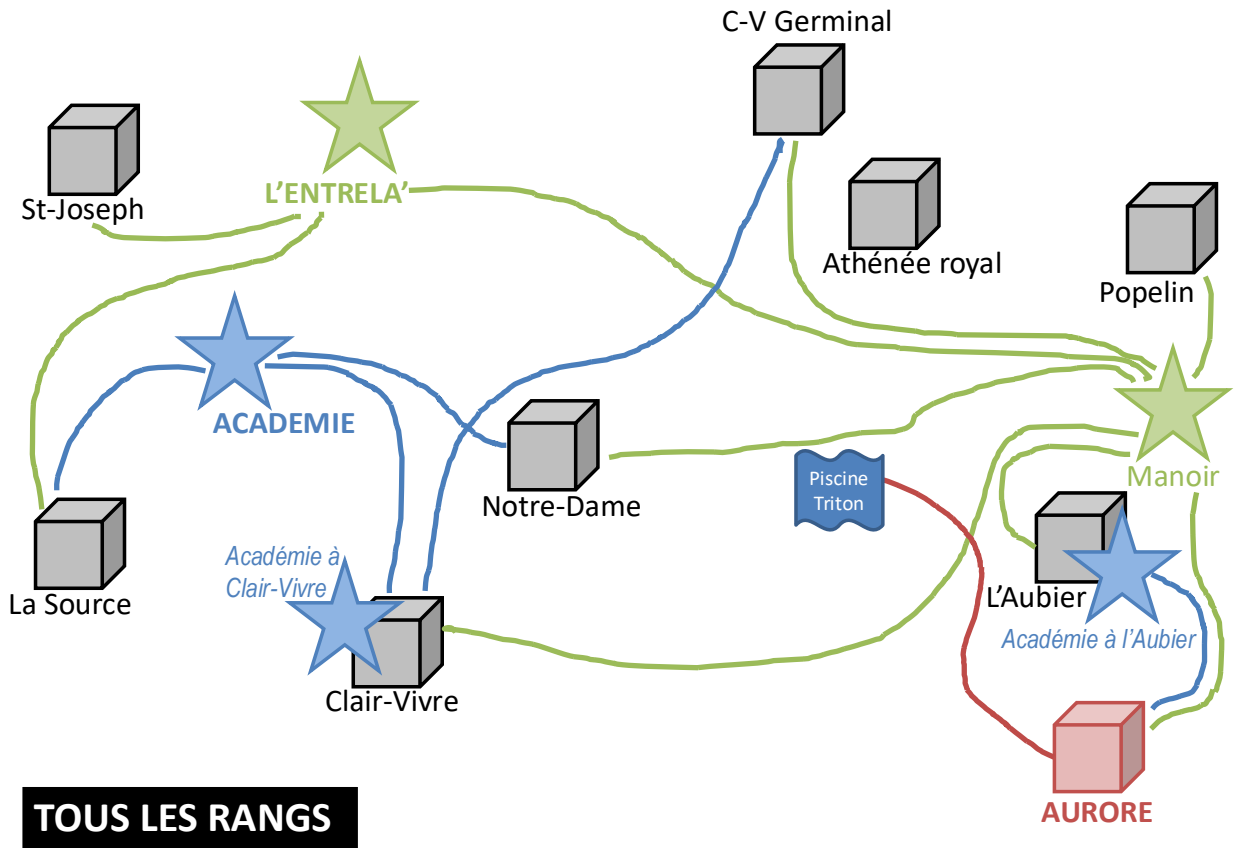 C-V Germinal
St-Joseph
L'ENTRELA'
Athénée royal
Popelin
ACADEMIE
Notre-Dame
Piscine
Triton
Manoir
La Source
Académie à
Clair-Vivre
L'Aubier
Académie à l'Aubier
Clair-Vivre
AURORE
TOUS LES RANGS